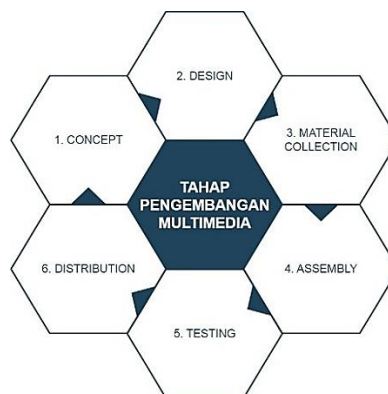 TAHAP
PENGEMBANGAN
MULTIMEDIA
1. CONCEPT
2. DESIGN
3. MATERIAL
COLLECTION
4. ASSEMBLY
5. TESTING
6. DISTRIBUTION